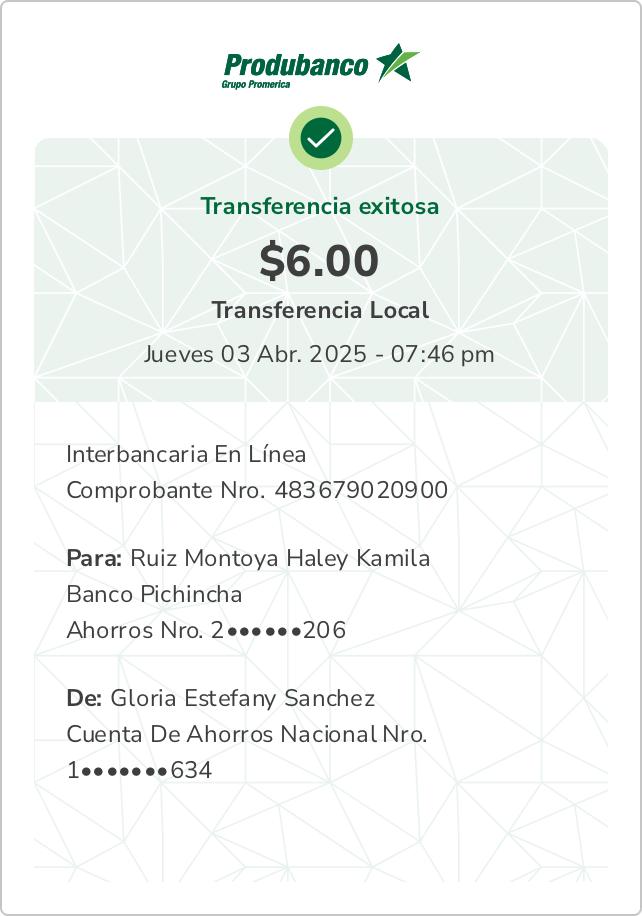 Produbanco
Grupo Promerica
Transferencia exitosa
$6.00
Transferencia Local
Jueves 03 Abr. 2025 - 07:46 pm
Interbancaria En Línea
Comprobante Nro. 483679020900
Para: Ruiz Montoya Haley Kamila
Banco Pichincha
Ahorros Nro. 2••••••206
De: Gloria Estefany Sanchez
Cuenta De Ahorros Nacional Nro.
1•••••••634